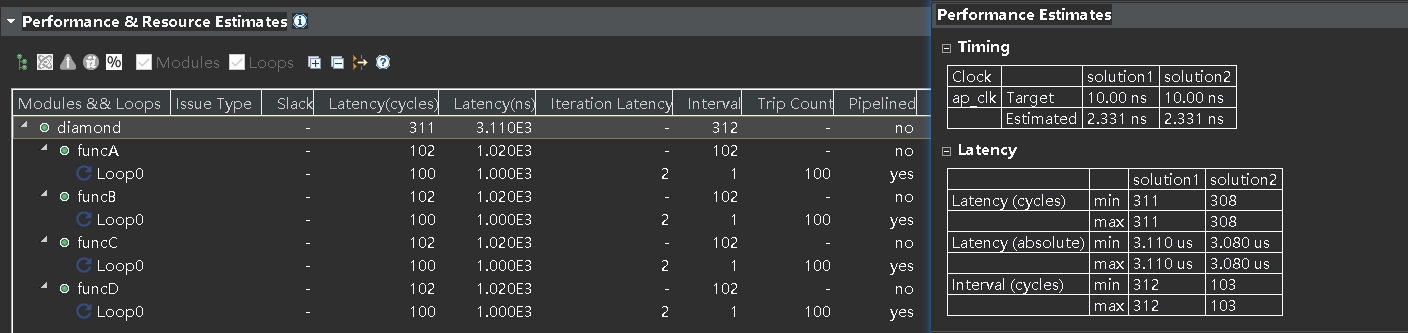 Performance & Resource Estimates
% Modules Loops
Modules && Loops Issue Type Slack Latency(cycles) Latency(ns) Iteration Latency Interval Trip Count Pipelined
diamond - 311 3.110E3 - 312 - no
funcA - 102 1.020E3 - 102 - no
Loop0 - 100 1.000E3 2 1 100 yes
funcB - 102 1.020E3 - 102 - no
Loop0 - 100 1.000E3 2 1 100 yes
funcC - 102 1.020E3 - 102 - no
Loop0 - 100 1.000E3 2 1 100 yes
funcD - 102 1.020E3 - 102 - no
Loop0 - 100 1.000E3 2 1 100 yes
Performance Estimates
Timing
Clock solution1 solution2
ap_clk Target 10.00 ns 10.00 ns
Estimated 2.331 ns 2.331 ns
Latency
solution1 solution2
Latency (cycles) min 311 308
max 311 308
Latency (absolute) min 3.110 us 3.080 us
max 3.110 us 3.080 us
Interval (cycles) min 312 103
max 312 103